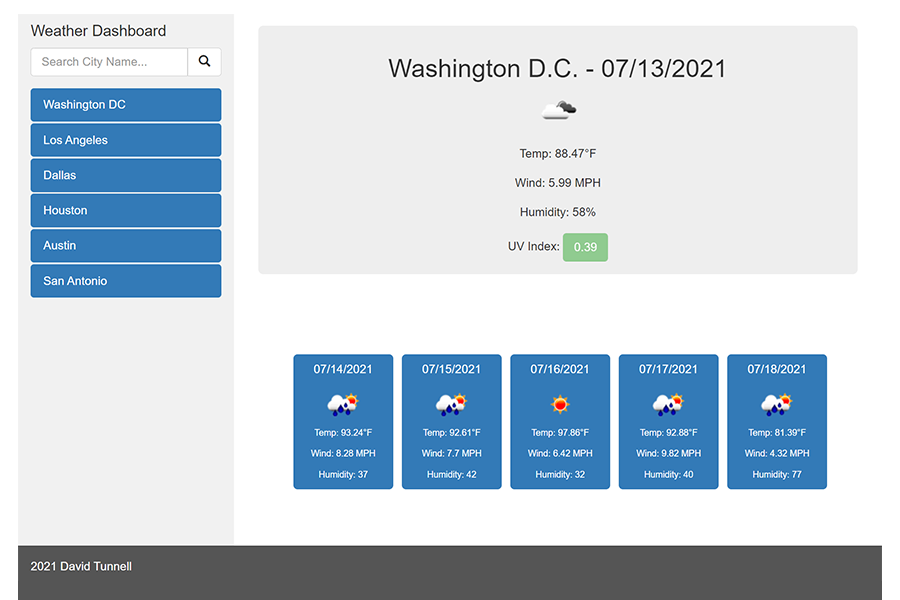 Weather Dashboard
Search City Name...
Washington DC
Los Angeles
Dallas
Houston
Austin
San Antonio
Washington D.C. - 07/13/2021
Temp: 88.47°F
Wind: 5.99 MPH
Humidity: 58%
UV Index: 0.39
07/14/2021
Temp: 93.24°F
Wind: 8.28 MPH
Humidity: 37
07/15/2021
Temp: 92.61°F
Wind: 7.7 MPH
Humidity: 42
07/16/2021
Temp: 97.86°F
Wind: 6.42 MPH
Humidity: 32
07/17/2021
Temp: 92.88°F
Wind: 9.82 MPH
Humidity: 40
07/18/2021
Temp: 81.39°F
Wind: 4.32 MPH
Humidity: 77
2021 David Tunnell